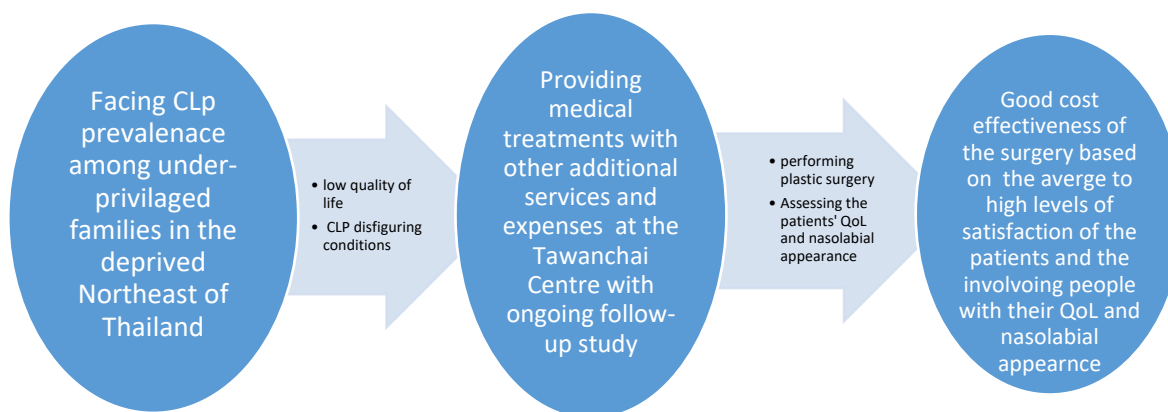 Facing CLp
prevalenace
among under-
privilaged
families in the
deprived
Northeast of
Thailand
• low quality of
life
• CLP disfiguring
conditions
Providing
medical
treatments with
other additional
services and
expenses at the
Tawanchai
Centre with
ongoing follow-
up study
• performing
plastic surgery
• Assessing the
patients' QoL
and nasolabial
appearance
Good cost
effectiveness of
the surgery based
on the averge to
high levels of
satisfaction of the
patients and the
involvoing people
with their QoL and
nasolabial
appearnce